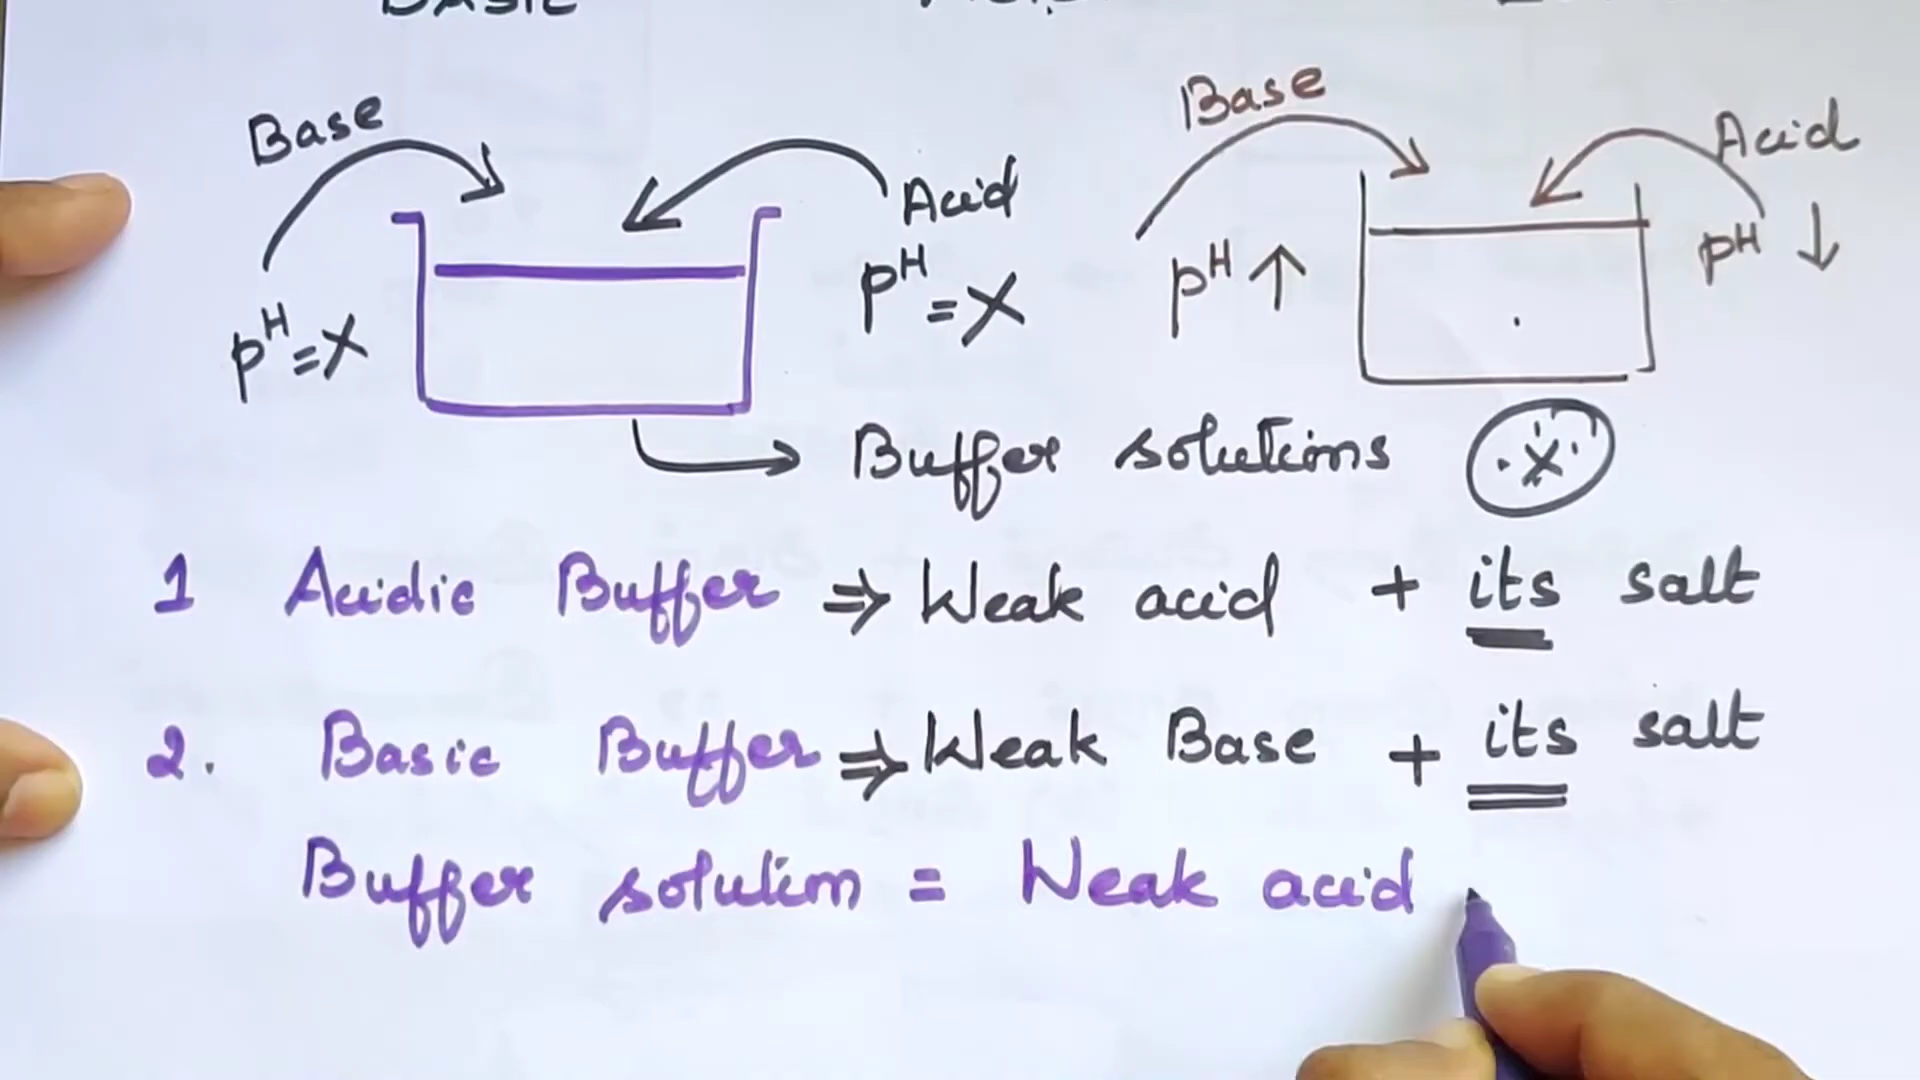 BASIC
Base Acid
pH = X pH = X
Base Acid
pH ↑ pH ↓
Buffer solutions X
1 Acidic Buffer ⇒ Weak acid + its salt
2. Basic Buffer ⇒ Weak Base + its salt
Buffer solution = Weak acid